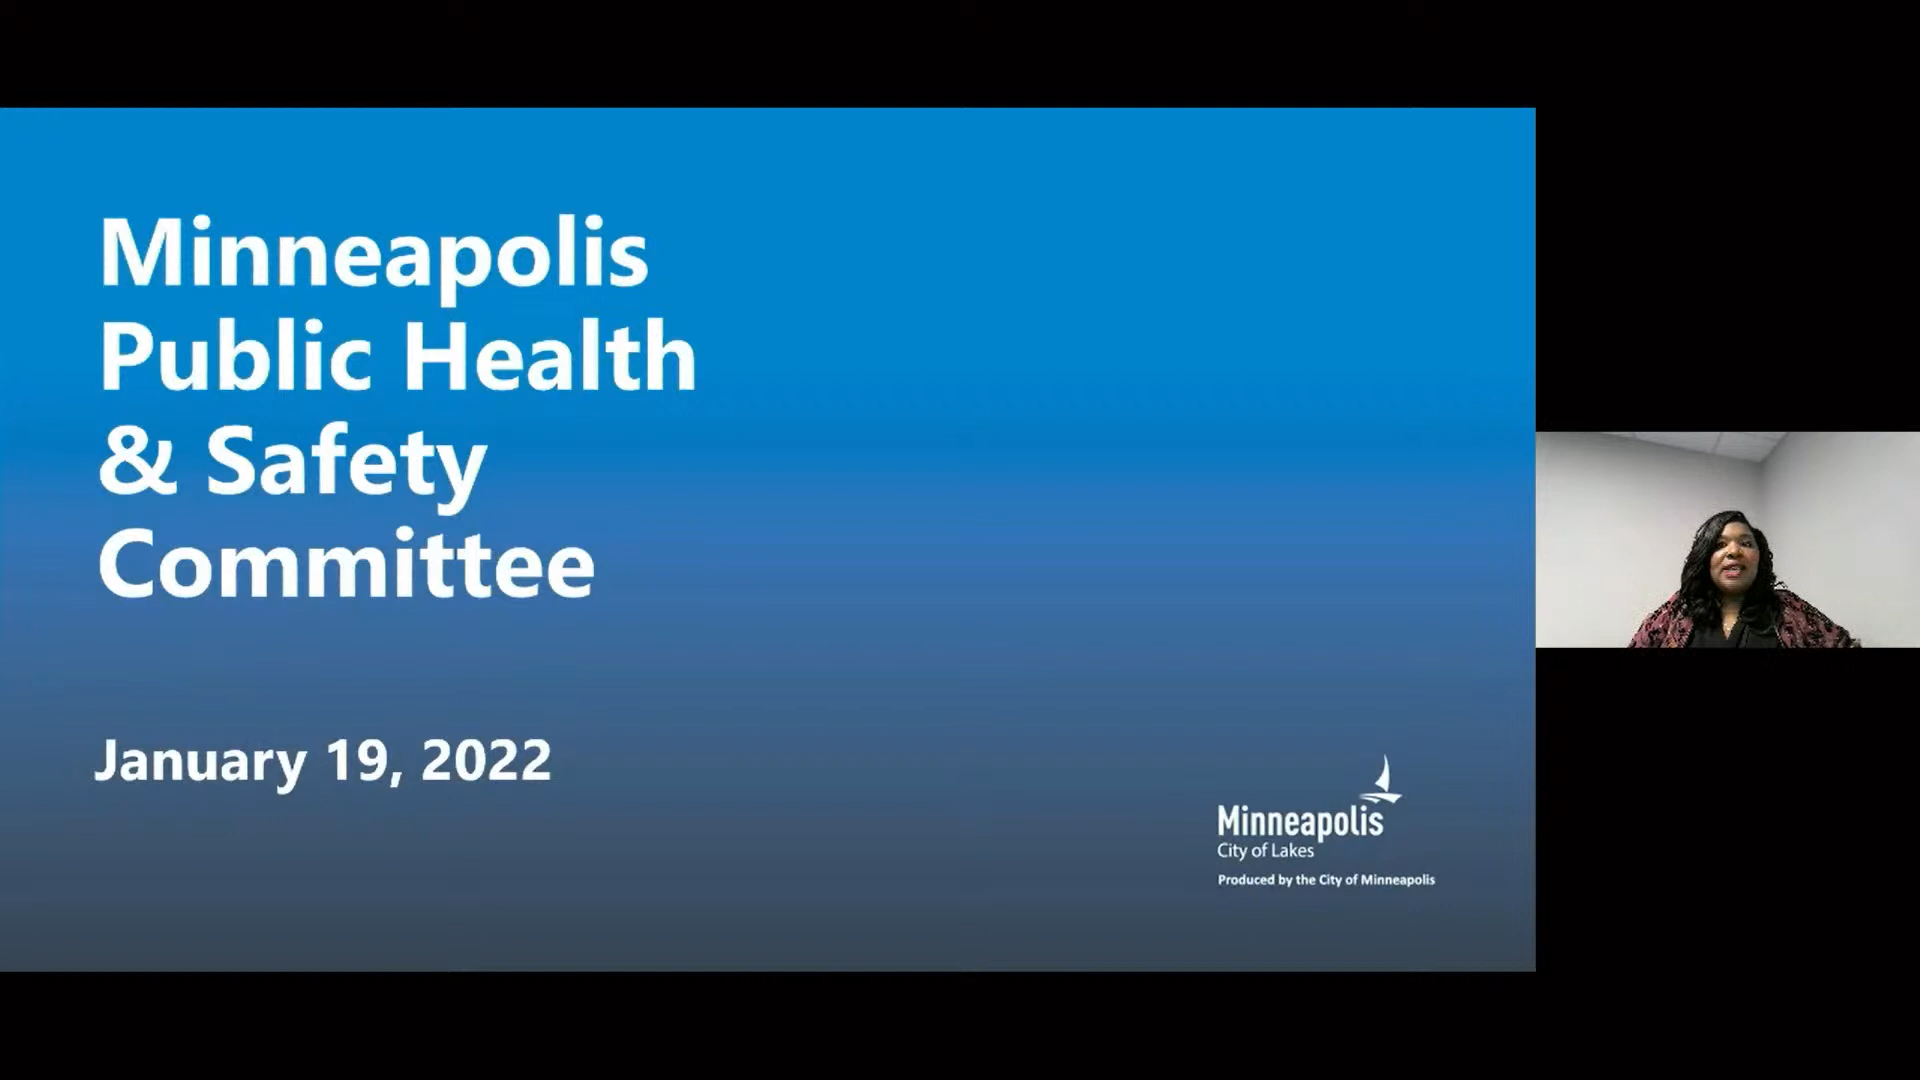 Minneapolis
Public Health
& Safety
Committee
January 19, 2022
Minneapolis
City of Lakes
Produced by the City of Minneapolis